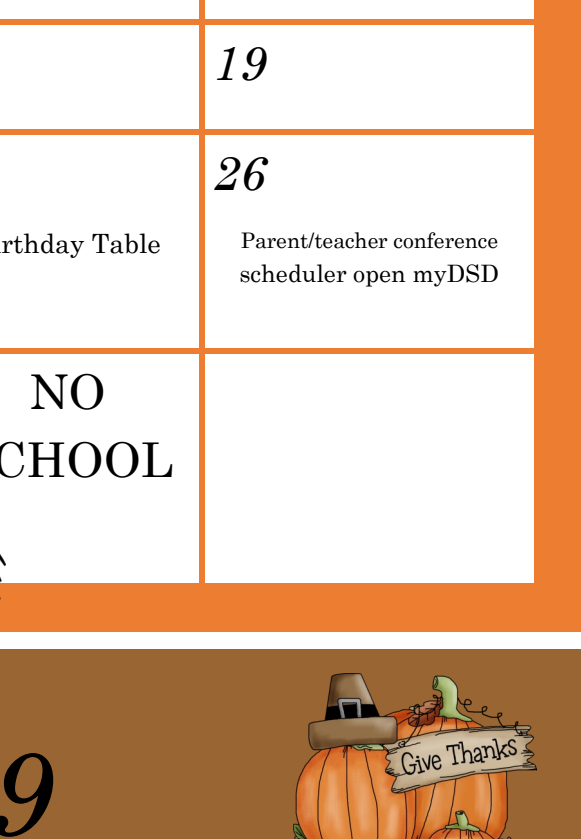 19
26
rthday Table
Parent/teacher conference
scheduler open myDSD
NO
CHOOL
Give Thanks
9